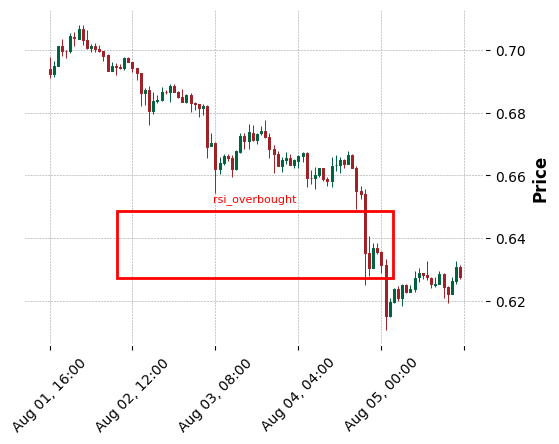 0.70
0.68
0.66
rsi_overbought
0.64
0.62
Price
Aug 01, 16:00
Aug 02, 12:00
Aug 03, 08:00
Aug 04, 04:00
Aug 05, 00:00